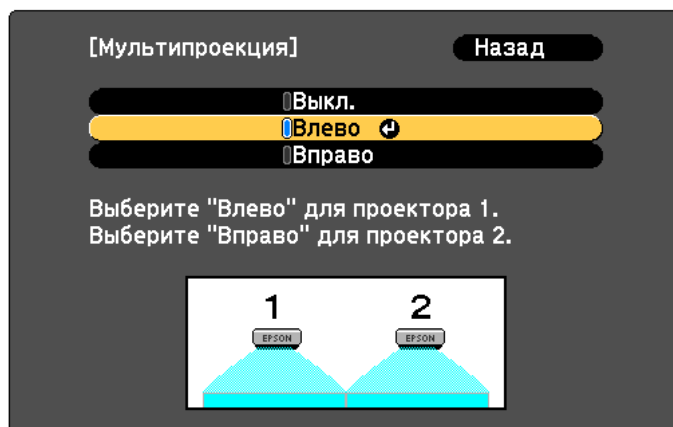 [Мультипроекция] Назад
Выкл.
Влево
Вправо
Выберите "Влево" для проектора 1.
Выберите "Вправо" для проектора 2.
1 2
EPSON EPSON